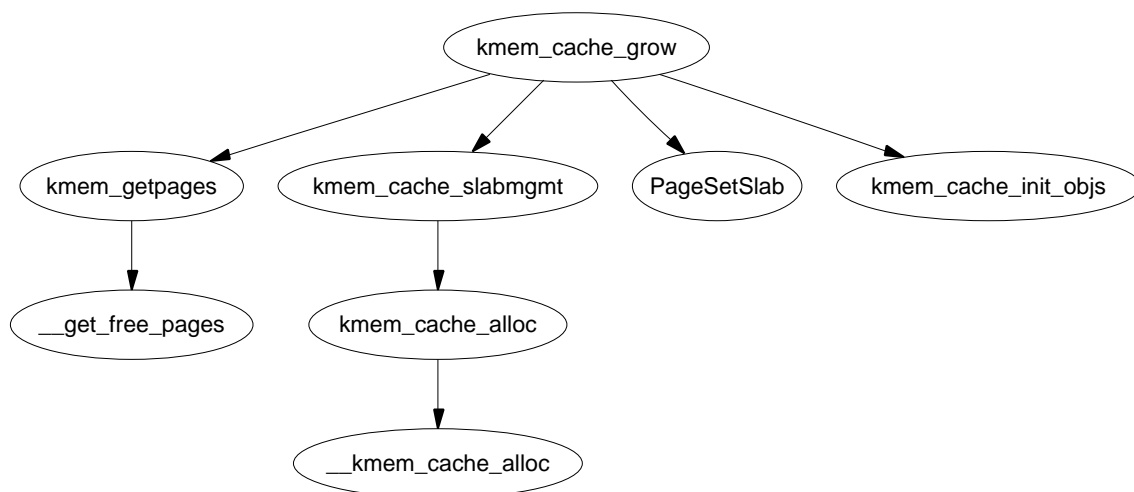 kmem_cache_grow
kmem_getpages
kmem_cache_slabmgmt
PageSetSlab
kmem_cache_init_objs
__get_free_pages
kmem_cache_alloc
__kmem_cache_alloc